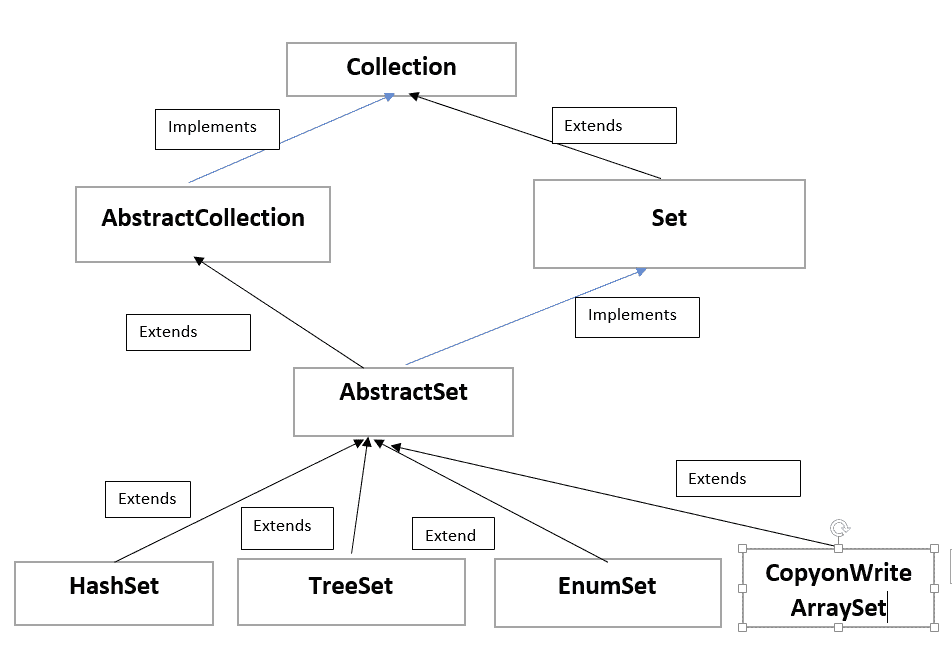 Collection
Implements
Extends
AbstractCollection
Set
Extends
Implements
AbstractSet
Extends
Extends
Extend
Extends
HashSet
TreeSet
EnumSet
CopyonWrite
ArraySet